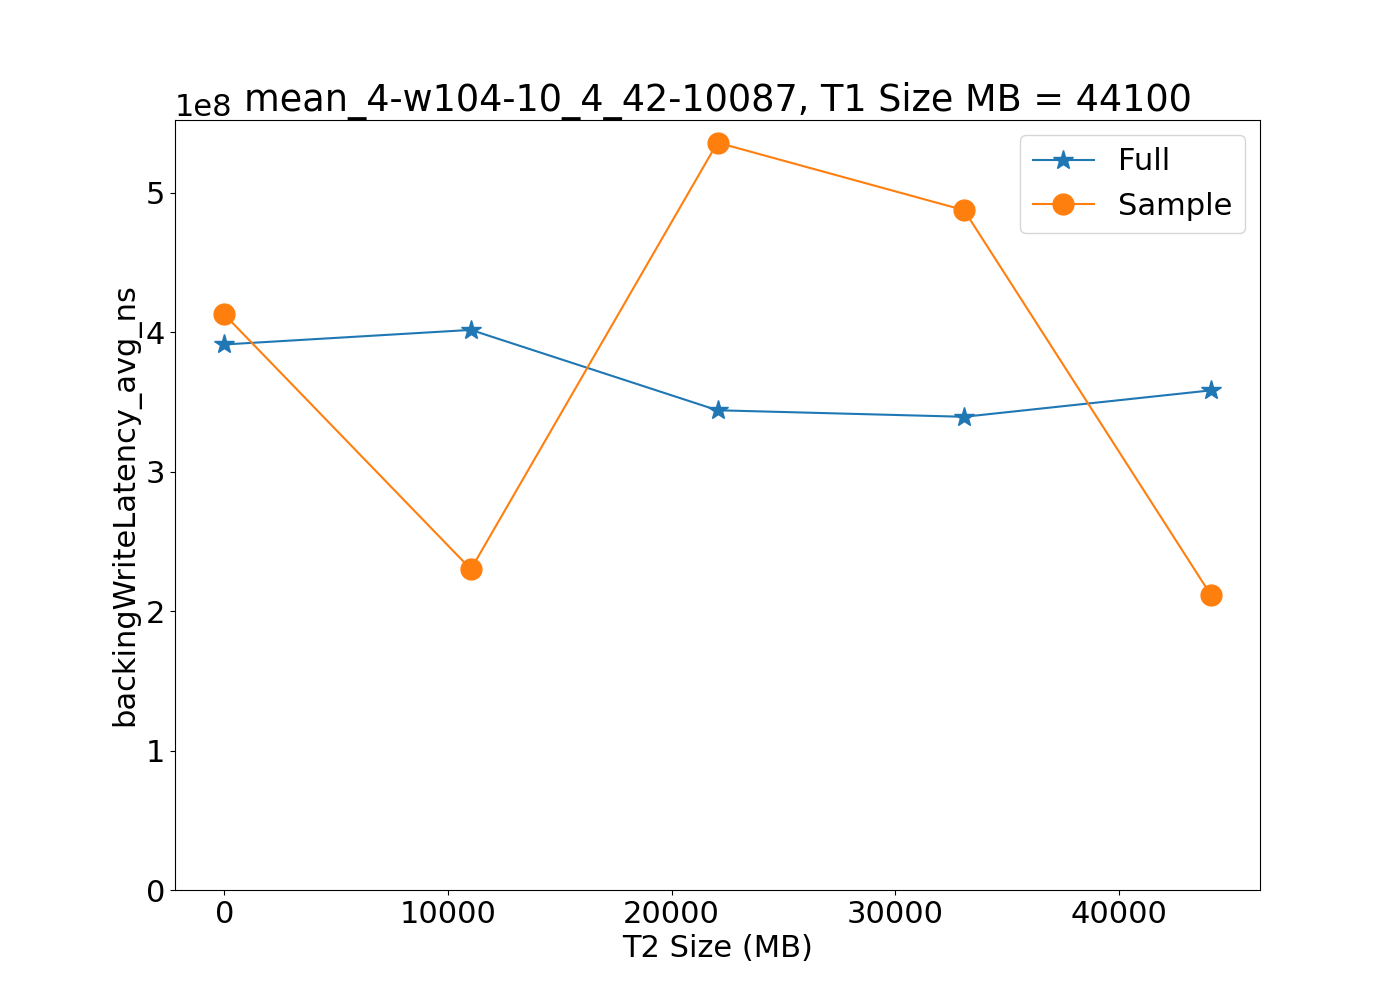 1e8
mean_4-w104-10_4_42-10087, T1 Size MB = 44100
Full
Sample
backingWriteLatency_avg_ns
5
4
3
2
1
0
0 10000 20000 30000 40000
T2 Size (MB)